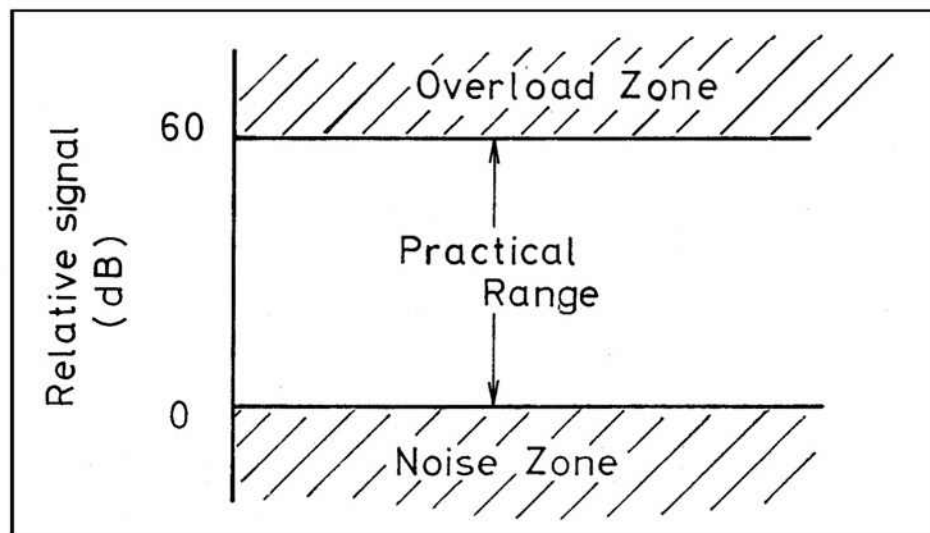 Overload Zone
60
Relative signal
(dB)
Practical
Range
0
Noise Zone